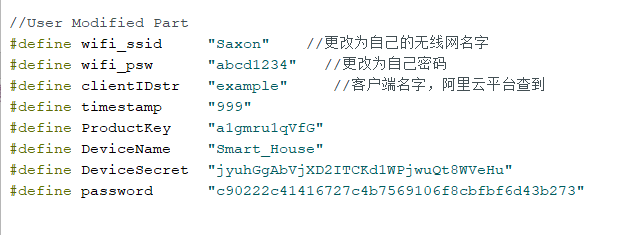 //User Modified Part
#define wifi_ssid "Saxon" //更改为自己的无线网名字
#define wifi_psw "abcd1234" //更改为自己密码
#define clientIDstr "example" //客户端名字，阿里云平台查到
#define timestamp "999"
#define ProductKey "a1gmru1qVfG"
#define DeviceName "Smart_House"
#define DeviceSecret "jyuhGgAbVjXD2ITCKd1WPjwuQt8WVeHu"
#define password "c90222c41416727c4b7569106f8cbfbf6d43b273"